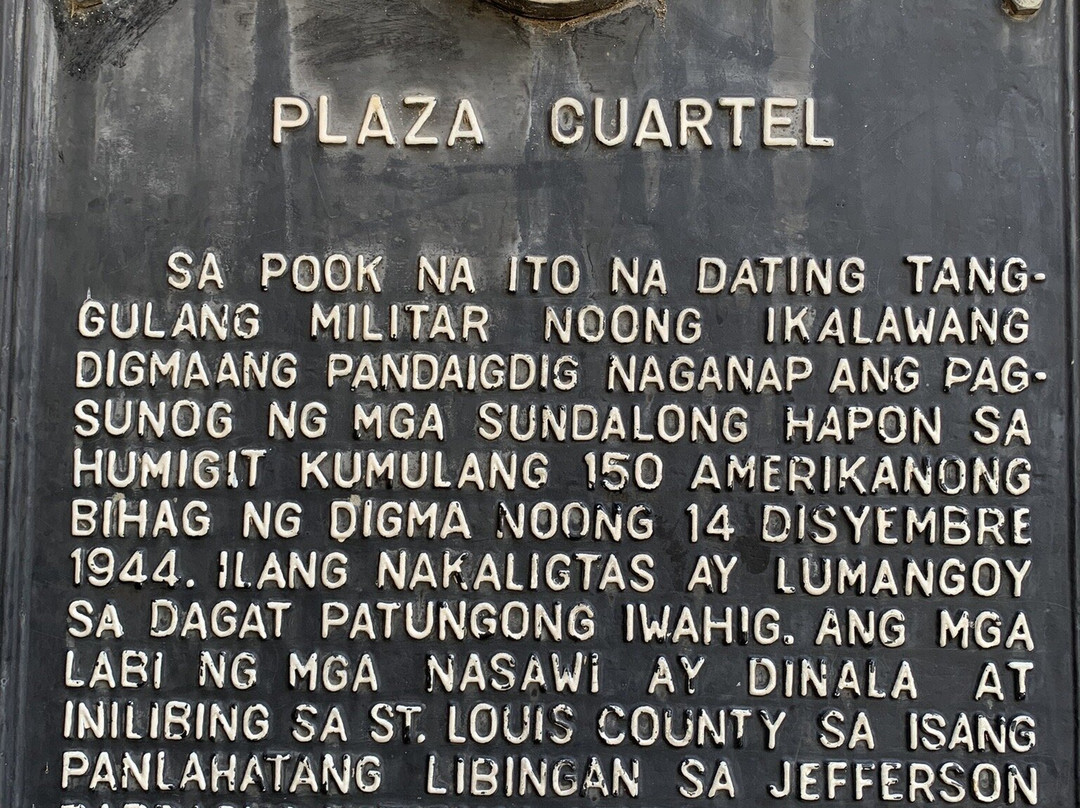 PLAZA CUARTEL
SA POOK NA ITO NA DATING TANG-
GULANG MILITAR NOONG IKALAWANG
DIGMAANG PANDAIGDIG NAGANAP ANG PAG-
SUNOG NG MGA SUNDALONG HAPON SA
HUMIGIT KUMULANG 150 AMERIKANONG
BIHAG NG DIGMA NOONG 14 DISYEMBRE
1944. ILANG NAKALIGTAS AY LUMANGOY
SA DAGAT PATUNGONG IWAHIG. ANG MGA
LABI NG MGA NASAWI AY DINALA AT
INILIBING SA ST. LOUIS COUNTY SA ISANG
PANLAHATANG LIBINGAN SA JEFFERSON